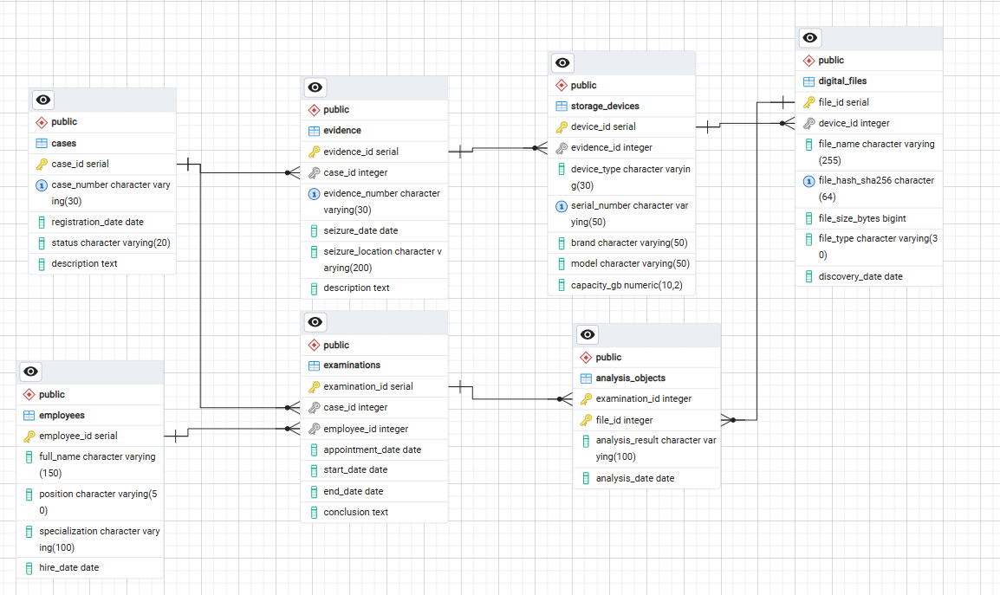 public
cases
case_id serial
case_number character vary
ing(30)
registration_date date
status character varying(20)
description text
public
evidence
evidence_id serial
case_id integer
evidence_number character
varying(30)
seizure_date date
seizure_location character v
arying(200)
description text
public
storage_devices
device_id serial
evidence_id integer
device_type character varyin
g(30)
serial_number character var
ying(50)
brand character varying(50)
model character varying(50)
capacity_gb numeric(10,2)
public
digital_files
file_id serial
device_id integer
file_name character varying
(255)
file_hash_sha256 character
(64)
file_size_bytes bigint
file_type character varying(3
0)
discovery_date date
public
employees
employee_id serial
full_name character varying
(150)
position character varying(5
0)
specialization character vary
ing(100)
hire_date date
public
examinations
examination_id serial
case_id integer
employee_id integer
appointment_date date
start_date date
end_date date
conclusion text
public
analysis_objects
examination_id integer
file_id integer
analysis_result character var
ying(100)
analysis_date date